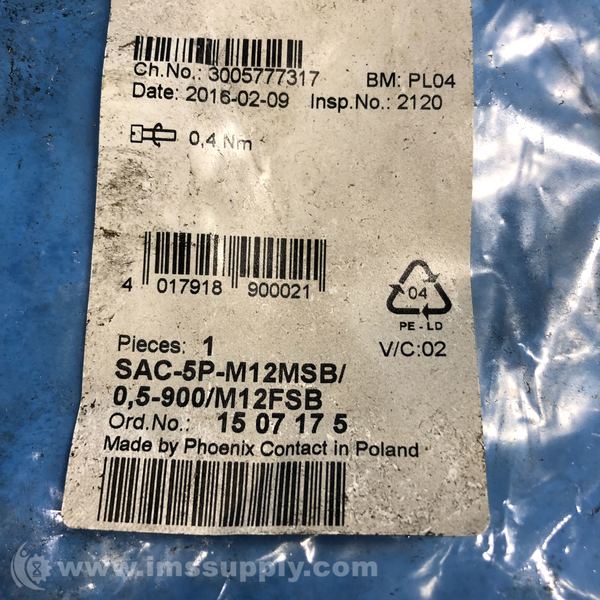 Ch.No.: 3005777317 BM: PL04
Date: 2016-02-09 Insp.No.: 2120
0,4 Nm
4 017918 900021
04
PE-LD
Pieces: 1 V/C:02
SAC-5P-M12MSB/
0,5-900/M12FSB
Ord.No.: 15 07 17 5
Made by Phoenix Contact in Poland
www.imssupply.com